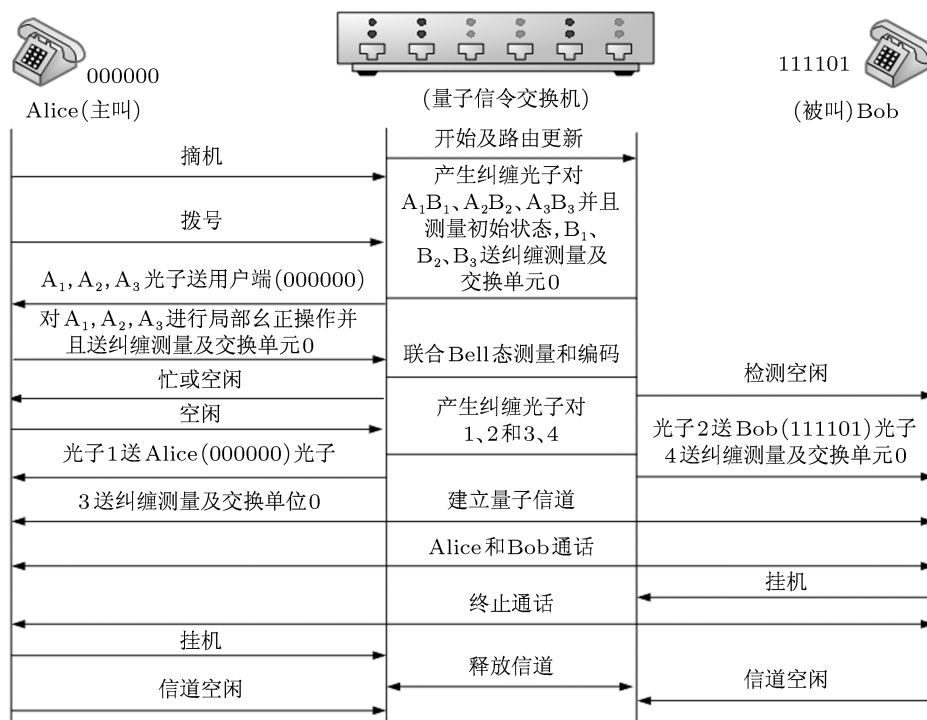 000000
Alice(主叫)
(量子信令交换机)
111101
(被叫)Bob
开始及路由更新
摘机
产生纠缠光子对
A₁B₁、A₂B₂、A₃B₃并且
测量初始状态,B₁、
B₂、B₃送纠缠测量及
交换单元0
拨号
A₁,A₂,A₃光子送用户端(000000)
对A₁,A₂,A₃进行局部幺正操作并
且送纠缠测量及交换单元0
联合Bell态测量和编码
忙或空闲
检测空闲
空闲
产生纠缠光子对
1、2和3、4
光子1送Alice(000000)光子
光子2送Bob(111101)光子
4送纠缠测量及交换单元0
3送纠缠测量及交换单位0
建立量子信道
Alice和Bob通话
挂机
终止通话
挂机
释放信道
信道空闲
信道空闲